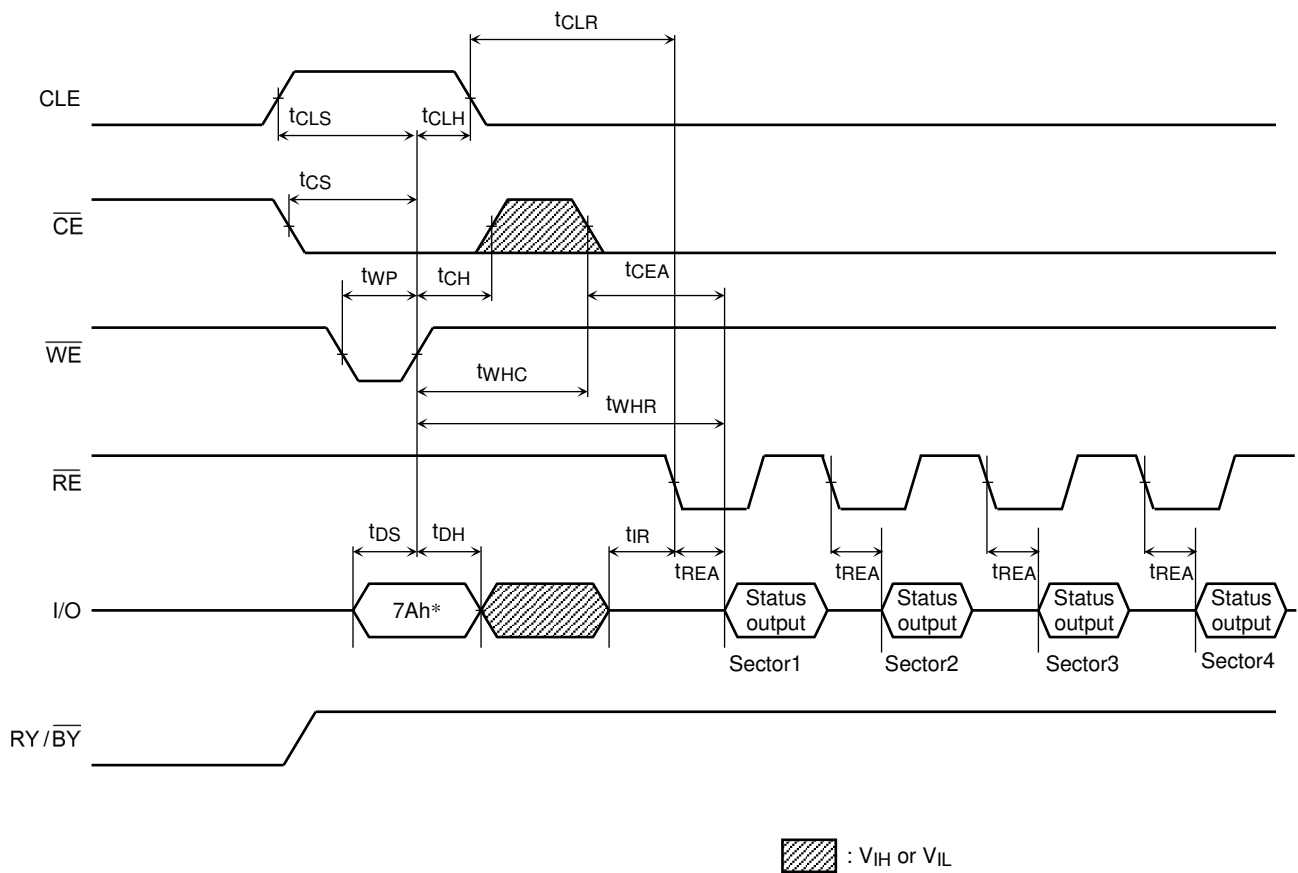 tCLR
CLE
tCLS
tCLH
tCS
CE
tCEA
tWP
tCH
WE
tWHC
tWHR
RE
tDS
tDH
tIR
tREA
tREA
tREA
tREA
I/O
7Ah*
Status
output
Status
output
Status
output
Status
output
Sector1
Sector2
Sector3
Sector4
RY/BY
: VIH or VIL